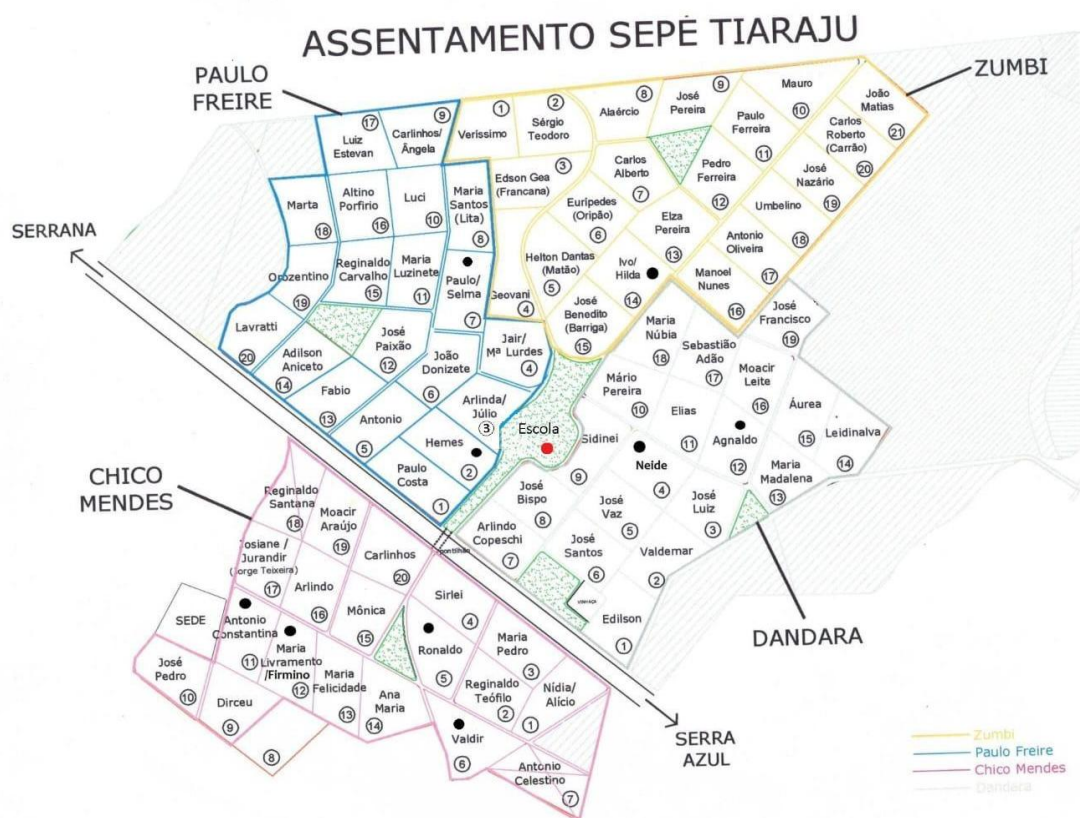 ASSENTAMENTO SEPÉ TIARAJU
PAULO
FREIRE
ZUMBI
SERRANA
CHICO
MENDES
DANDARA
SERRA
AZUL
17
Luiz
Estevan
9
Carlinhos/
Ângela
Marta
18
Altino
Porfirio
16
Luci
10
Maria
Santos
(Lita)
8
Orozentino
19
Reginaldo
Carvalho
15
Maria
Luzinete
11
Paulo/
Selma
7
Lavratti
20
Adilson
Aniceto
14
José
Paixão
12
João
Donizete
6
Jair/
Mª Lurdes
4
Fabio
13
Antonio
5
Arlinda/
Júlio
3
Hemes
2
Paulo
Costa
1
1
Verissimo
2
Sérgio
Teodoro
8
Alaércio
9
José
Pereira
Mauro
10
João
Matias
21
Edson Gea
(Francana)
3
Carlos
Alberto
7
Paulo
Ferreira
11
Carlos
Roberto
(Carrão)
20
Pedro
Ferreira
12
José
Nazário
19
Eurípedes
(Oripão)
6
Elza
Pereira
13
Umbelino
18
Helton Dantas
(Matão)
5
Ivo/
Hilda
14
Antonio
Oliveira
17
Geovani
4
José
Benedito
(Barriga)
15
Manoel
Nunes
16
José
Francisco
19
Maria
Núbia
18
Sebastião
Adão
17
Moacir
Leite
16
Mário
Pereira
10
Elias
11
Áurea
15
Leidinalva
14
Escola
Sidinei
9
Neide
4
Agnaldo
12
Maria
Madalena
13
José
Bispo
8
José
Vaz
5
José
Luiz
3
Arlindo
Copeschi
7
José
Santos
6
Valdemar
2
VINHAÇA
Edilson
1
pontilhão
Reginaldo
Santana
18
Moacir
Araújo
19
Carlinhos
20
Josiane /
Jurandir
(Jorge Teixeira)
17
Arlindo
16
Mônica
15
Sirlei
4
SEDE
Antonio
Constantina
11
Maria
Livramento
/Firmino
12
Maria
Felicidade
13
Ana
Maria
14
Ronaldo
5
Maria
Pedro
3
Reginaldo
Teófilo
2
Nídia/
Alício
1
José
Pedro
10
Dirceu
9
8
Valdir
6
Antonio
Celestino
7
Zumbi
Paulo Freire
Chico Mendes
Dandara